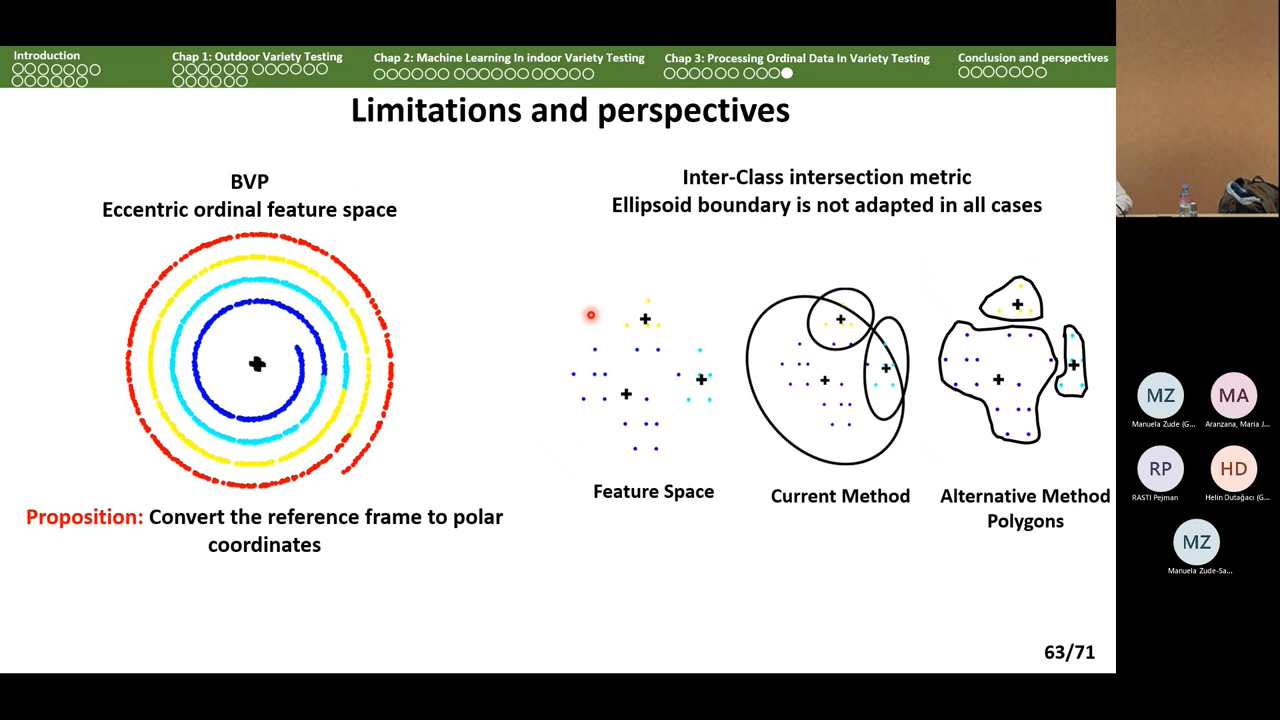 Introduction
Chap 1: Outdoor Variety Testing
Chap 2: Machine Learning In indoor Variety Testing
Chap 3: Processing Ordinal Data In Variety Testing
Conclusion and perspectives
Limitations and perspectives
BVP
Eccentric ordinal feature space
Proposition: Convert the reference frame to polar
coordinates
Inter-Class intersection metric
Ellipsoid boundary is not adapted in all cases
Feature Space
Current Method
Alternative Method
Polygons
63/71
MZ
Manuela Zude (G...
MA
Aranzana, Maria J...
RP
RASTI Pejman
HD
Helin Dutağacı (G...
MZ
Manuela Zude-Sa...